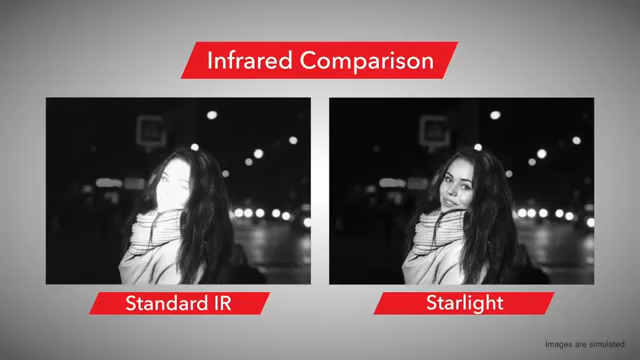 Infrared Comparison
Standard IR
Starlight
Images are simulated